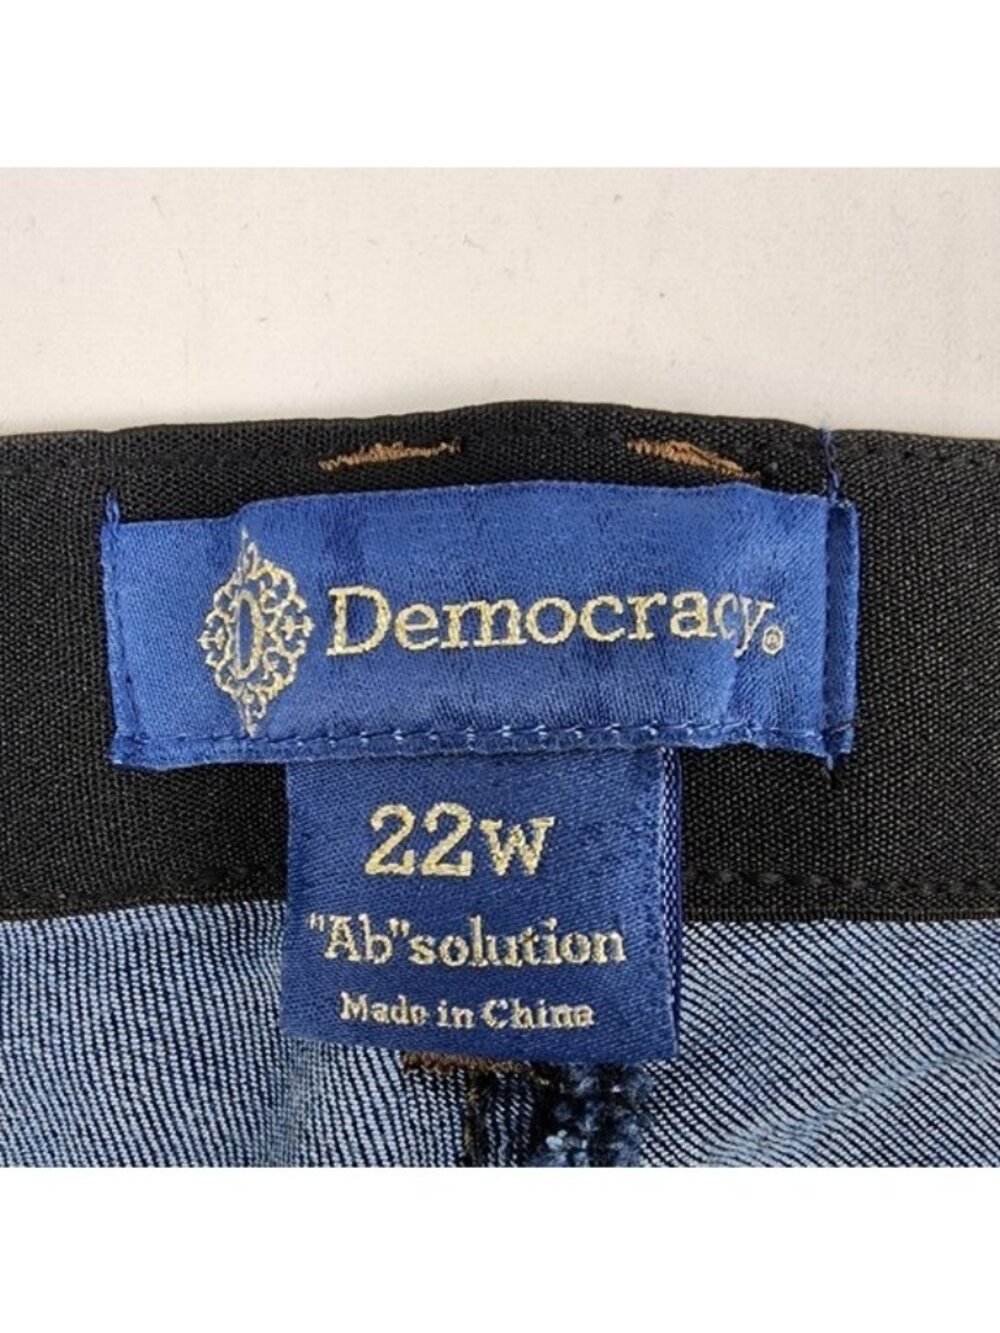 D Democracy®
22W
"Ab"solution
Made in China